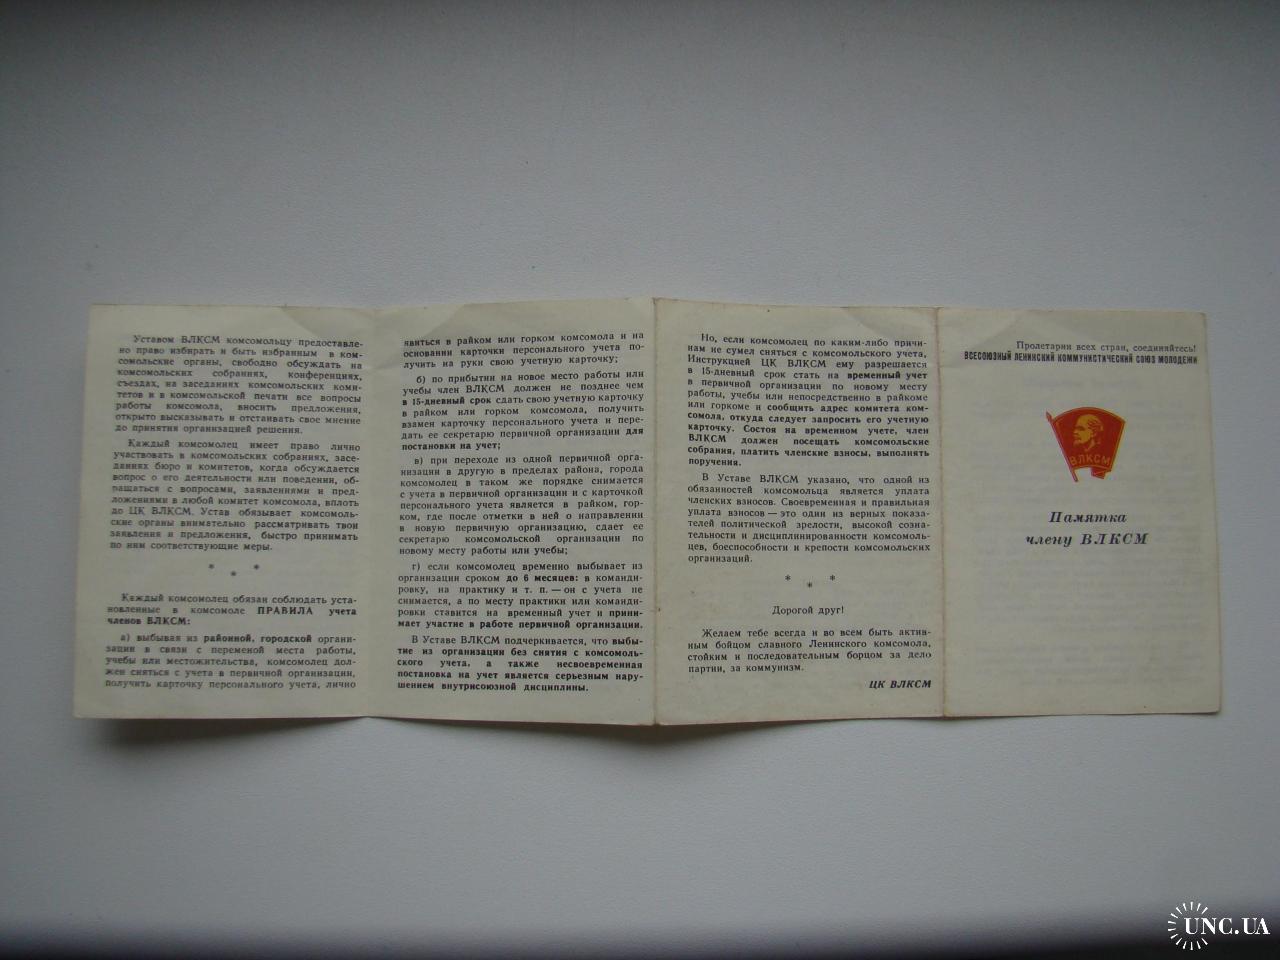 Уставом ВЛКСМ комсомольцу предоставле-
но право избирать и быть избранным в ком-
сомольские органы, свободно обсуждать на
комсомольских собраниях, конференциях,
съездах, на заседаниях комсомольских коми-
тетов и в комсомольской печати все вопросы
работы комсомола, вносить предложения,
открыто высказывать и отстаивать свое мнение
до принятия организацией решения.
Каждый комсомолец имеет право лично
участвовать в комсомольских собраниях, засе-
даниях бюро и комитетов, когда обсуждается
вопрос о его деятельности или поведении, об-
ращаться с вопросами, заявлениями и пред-
ложениями в любой комитет комсомола, вплоть
до ЦК ВЛКСМ. Устав обязывает комсомоль-
ские органы внимательно рассматривать твои
заявления и предложения, быстро принимать
по ним соответствующие меры.
* * *
Каждый комсомолец обязан соблюдать уста-
новленные в комсомоле ПРАВИЛА учета
членов ВЛКСМ:
а) выбывая из районной, городской органи-
зации в связи с переменой места работы,
учебы или местожительства, комсомолец дол-
жен сняться с учета в первичной организации,
получить карточку персонального учета, лично
явиться в райком или горком комсомола и на
основании карточки персонального учета по-
лучить на руки свою учетную карточку;
б) по прибытии на новое место работы или
учебы член ВЛКСМ должен не позднее чем
в 15-дневный срок сдать свою учетную карточку
в райком или горком комсомола, получить
взамен карточку персонального учета и пере-
дать ее секретарю первичной организации для
постановки на учет;
в) при переходе из одной первичной орга-
низации в другую в пределах района, города
комсомолец в таком же порядке снимается
с учета в первичной организации и с карточкой
персонального учета является в райком, гор-
ком, где после отметки в ней о направлении
в новую первичную организацию, сдает ее
секретарю комсомольской организации по
новому месту работы или учебы;
г) если комсомолец временно выбывает из
организации сроком до 6 месяцев: в команди-
ровку, на практику и т. п. — он с учета не
снимается, а по месту практики или команди-
ровки ставится на временный учет и прини-
мает участие в работе первичной организации.
В Уставе ВЛКСМ подчеркивается, что выбы-
тие из организации без снятия с комсомоль-
ского учета, а также несвоевременная
постановка на учет является серьезным нару-
шением внутрисоюзной дисциплины.
Но, если комсомолец по каким-либо причи-
нам не сумел сняться с комсомольского учета,
Инструкцией ЦК ВЛКСМ ему разрешается
в 15-дневный срок стать на временный учет
в первичной организации по новому месту
работы, учебы или непосредственно в райкоме
или горкоме и сообщить адрес комитета ком-
сомола, откуда следует запросить его учетную
карточку. Состоя на временном учете, член
ВЛКСМ должен посещать комсомольские
собрания, платить членские взносы, выполнять
поручения.
В Уставе ВЛКСМ указано, что одной из
обязанностей комсомольца является уплата
членских взносов. Своевременная и правильная
уплата взносов — это один из верных показа-
телей политической зрелости, высокой созна-
тельности и дисциплинированности комсомоль-
цев, боеспособности и крепости комсомольских
организаций.
* * *
Дорогой друг!
Желаем тебе всегда и во всем быть актив-
ным бойцом славного Ленинского комсомола,
стойким и последовательным борцом за дело
партии, за коммунизм.
ЦК ВЛКСМ
Пролетарии всех стран, соединяйтесь!
ВСЕСОЮЗНЫЙ ЛЕНИНСКИЙ КОММУНИСТИЧЕСКИЙ СОЮЗ МОЛОДЕЖИ
ВЛКСМ
Памятка
члену ВЛКСМ
UNC.UA